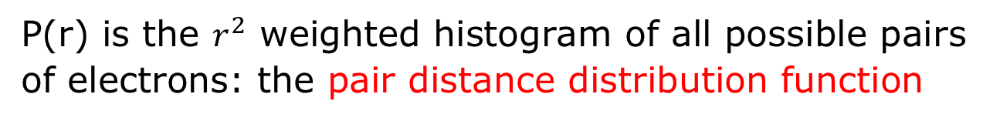 P(r) is the r² weighted histogram of all possible pairs
of electrons: the pair distance distribution function